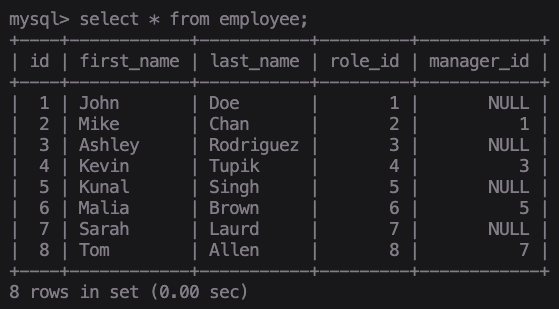 mysql> select * from employee;
+----+------------+-----------+---------+------------+
| id | first_name | last_name | role_id | manager_id |
+----+------------+-----------+---------+------------+
|  1 | John       | Doe       |       1 |       NULL |
|  2 | Mike       | Chan      |       2 |          1 |
|  3 | Ashley     | Rodriguez |       3 |       NULL |
|  4 | Kevin      | Tupik     |       4 |          3 |
|  5 | Kunal      | Singh     |       5 |       NULL |
|  6 | Malia      | Brown     |       6 |          5 |
|  7 | Sarah      | Laurd     |       7 |       NULL |
|  8 | Tom        | Allen     |       8 |          7 |
+----+------------+-----------+---------+------------+
8 rows in set (0.00 sec)